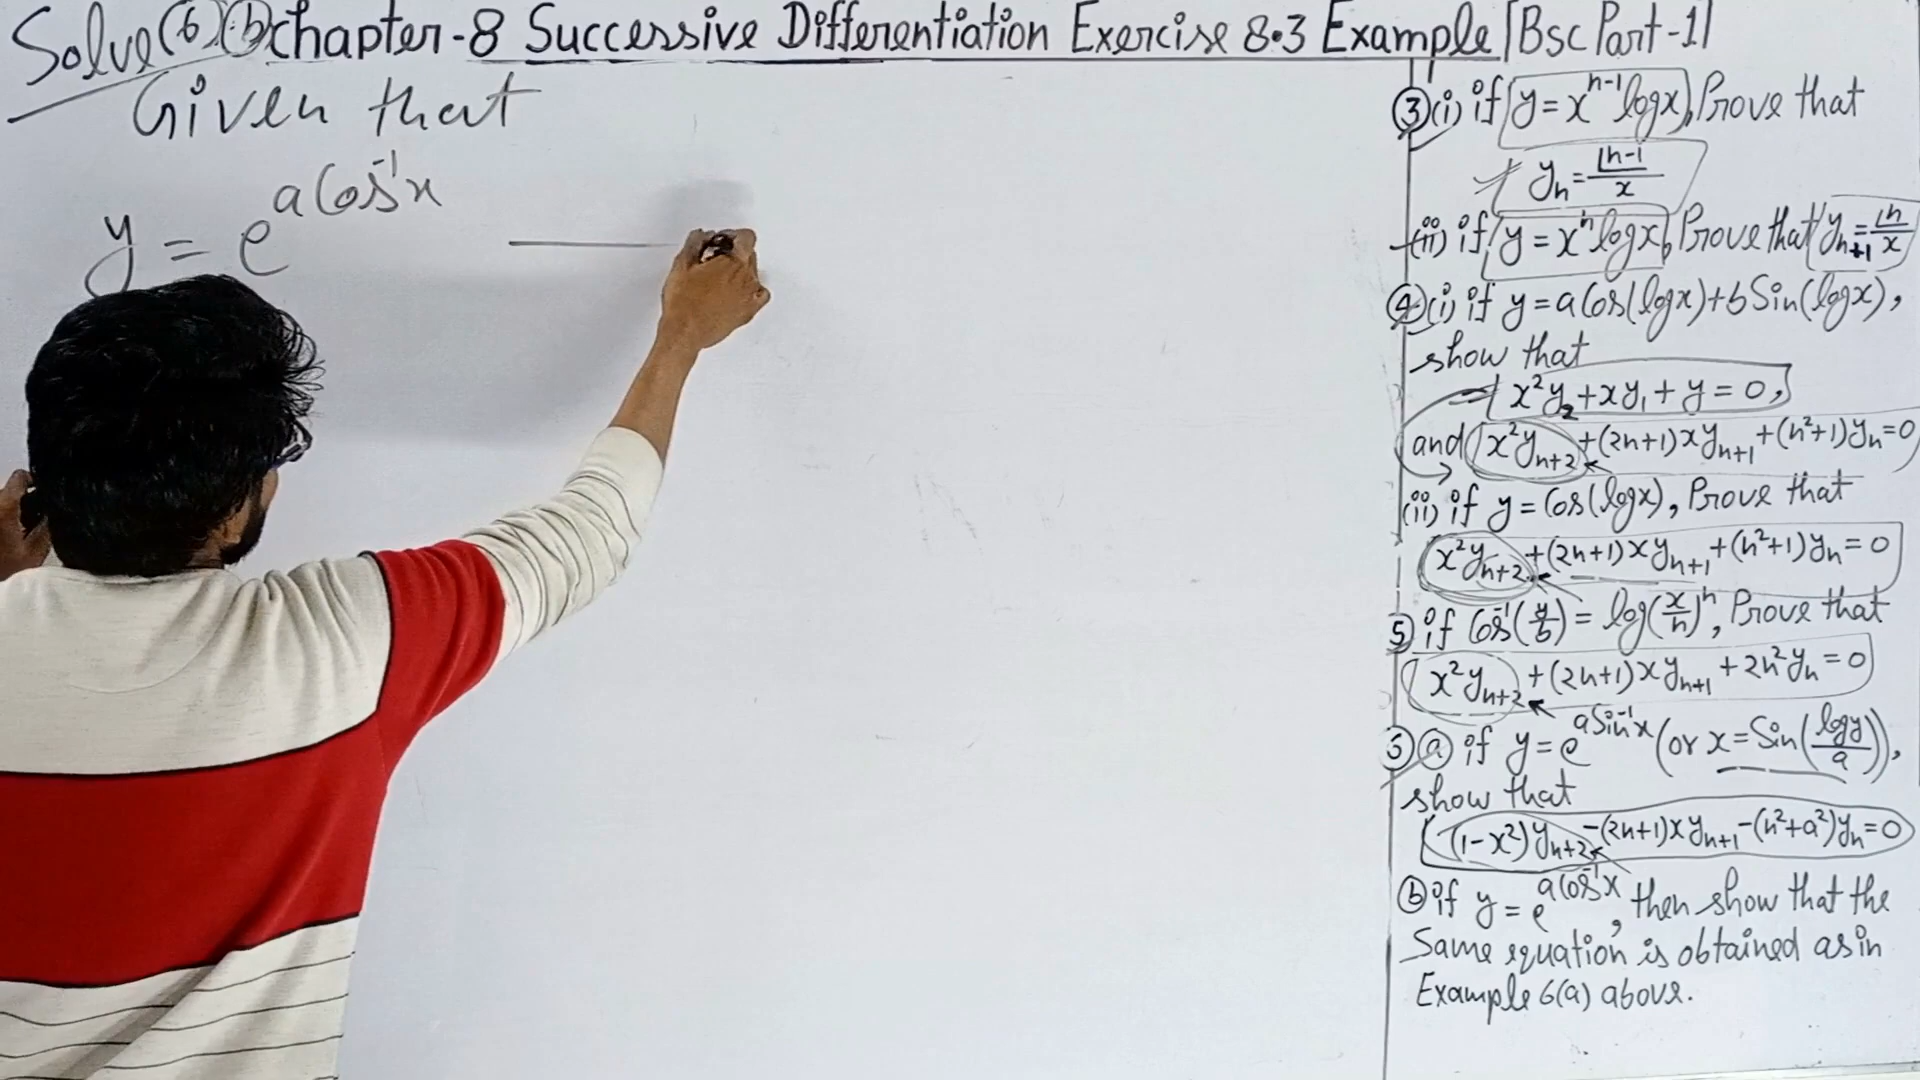 Solve (6) (b) Chapter-8 Successive Differentiation Exercise 8.3 Example [Bsc Part-1]
Given that
y = e^{a Cos⁻¹x}
③(i) if y = x^{n-1} log x, Prove that
y_n = ⌊n-1 / x
(ii) if y = x^n log x, Prove that y_{n+1} = ⌊n / x
④(i) if y = a Cos(log x) + b Sin(log x),
show that
x²y₂ + xy₁ + y = 0,
and x²y_{n+2} + (2n+1)xy_{n+1} + (n²+1)y_n = 0
(ii) if y = Cos(log x), Prove that
x²y_{n+2} + (2n+1)xy_{n+1} + (n²+1)y_n = 0
5) if Cos⁻¹(y/b) = log(x/n)^n, Prove that
x²y_{n+2} + (2n+1)xy_{n+1} + 2n²y_n = 0
6 ⓐ if y = e^{a Sin⁻¹x} (or x = Sin(log y / a)),
show that
(1-x²)y_{n+2} - (2n+1)xy_{n+1} - (n²+a²)y_n = 0
ⓑ if y = e^{a Cos⁻¹x}, then show that the
Same equation is obtained as in
Example 6(a) above.